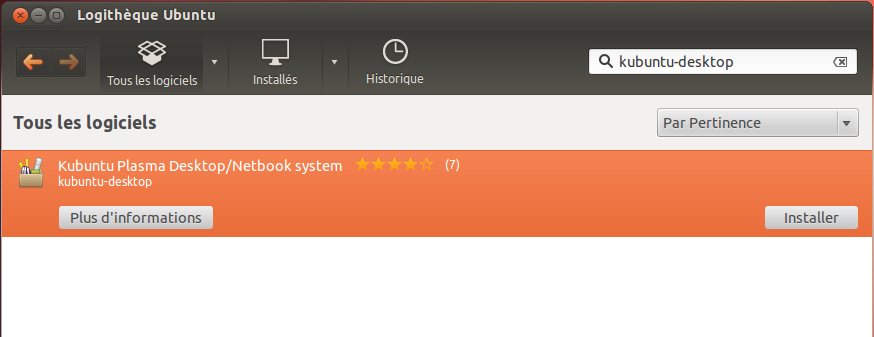 Logithèque Ubuntu
Tous les logiciels
Installés
Historique
kubuntu-desktop
Tous les logiciels
Par Pertinence
Kubuntu Plasma Desktop/Netbook system (7)
kubuntu-desktop
Plus d'informations
Installer